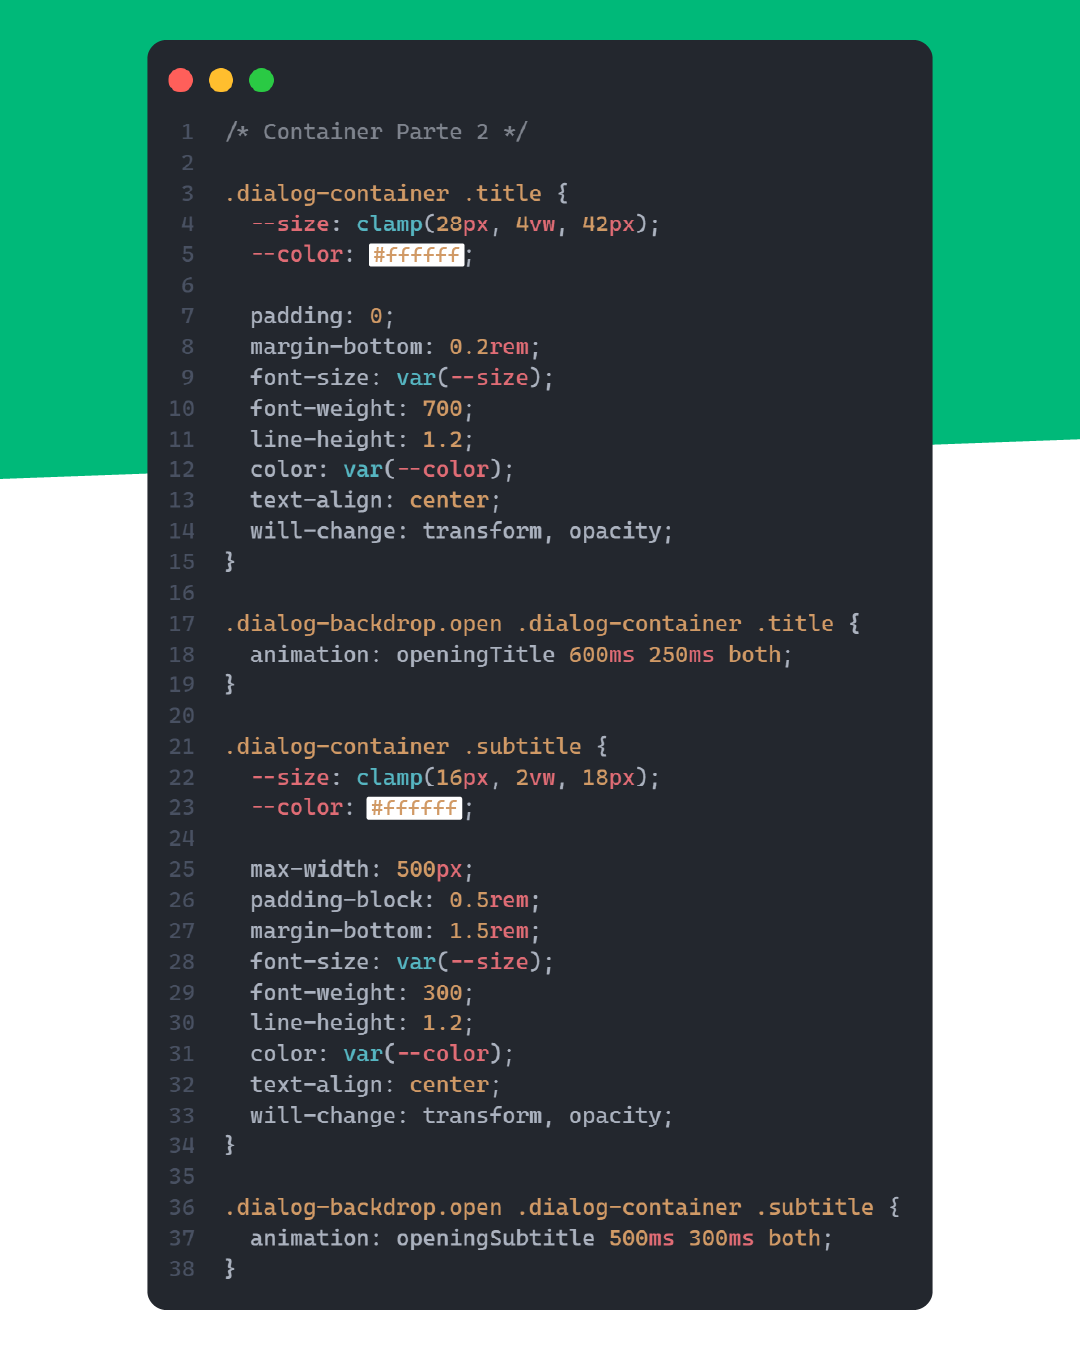 1 /* Container Parte 2 */
2
3 .dialog-container .title {
4   --size: clamp(28px, 4vw, 42px);
5   --color: #ffffff;
6
7   padding: 0;
8   margin-bottom: 0.2rem;
9   font-size: var(--size);
10   font-weight: 700;
11   line-height: 1.2;
12   color: var(--color);
13   text-align: center;
14   will-change: transform, opacity;
15 }
16
17 .dialog-backdrop.open .dialog-container .title {
18   animation: openingTitle 600ms 250ms both;
19 }
20
21 .dialog-container .subtitle {
22   --size: clamp(16px, 2vw, 18px);
23   --color: #ffffff;
24
25   max-width: 500px;
26   padding-block: 0.5rem;
27   margin-bottom: 1.5rem;
28   font-size: var(--size);
29   font-weight: 300;
30   line-height: 1.2;
31   color: var(--color);
32   text-align: center;
33   will-change: transform, opacity;
34 }
35
36 .dialog-backdrop.open .dialog-container .subtitle {
37   animation: openingSubtitle 500ms 300ms both;
38 }